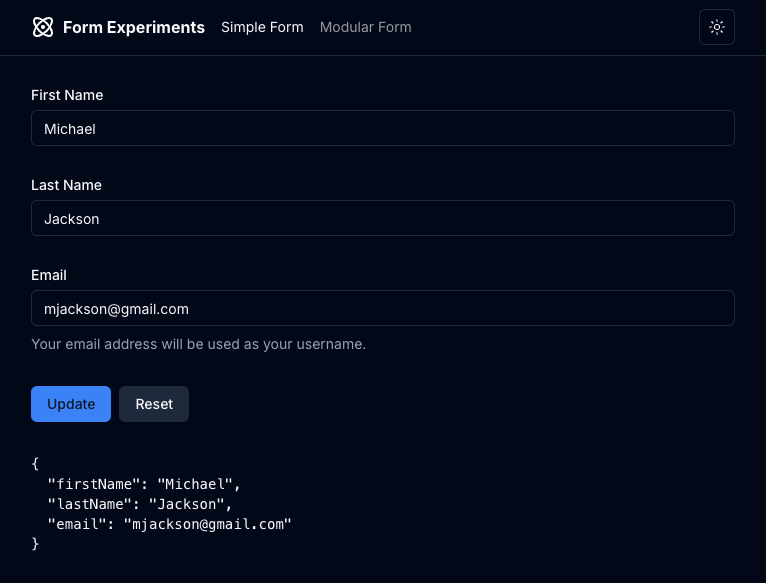 Form Experiments Simple Form Modular Form
First Name
Michael
Last Name
Jackson
Email
mjackson@gmail.com
Your email address will be used as your username.
Update Reset
{
  "firstName": "Michael",
  "lastName": "Jackson",
  "email": "mjackson@gmail.com"
}